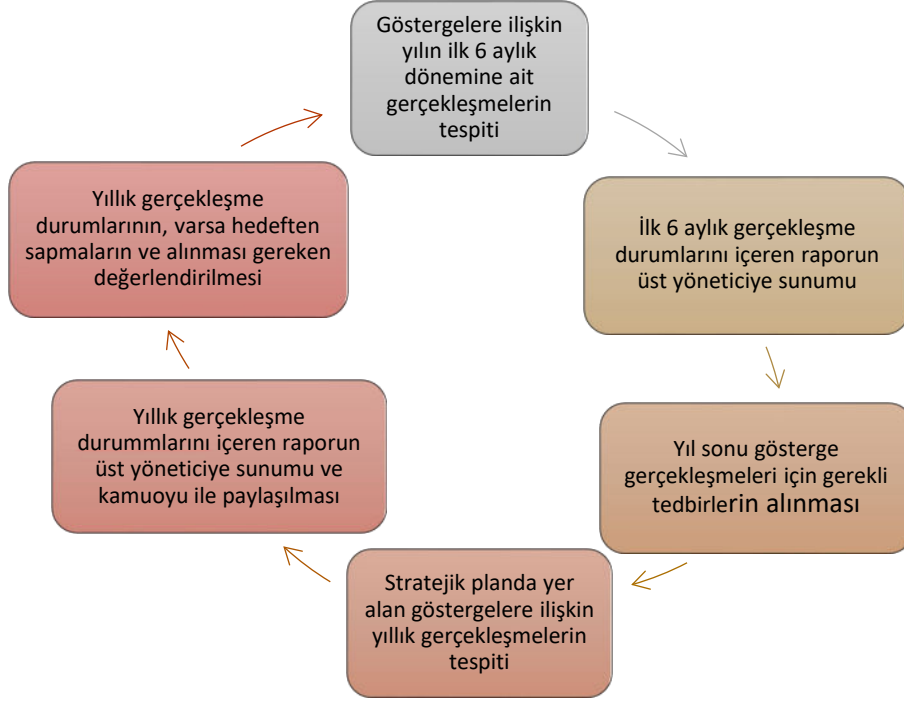 Göstergelere ilişkin
yılın ilk 6 aylık
dönemine ait
gerçekleşmelerin
tespiti
İlk 6 aylık gerçekleşme
durumlarını içeren raporun
üst yöneticiye sunumu
Yıl sonu gösterge
gerçekleşmeleri için gerekli
tedbirlerin alınması
Stratejik planda yer
alan göstergelere ilişkin
yıllık gerçekleşmelerin
tespiti
Yıllık gerçekleşme
durummlarını içeren raporun
üst yöneticiye sunumu ve
kamuoyu ile paylaşılması
Yıllık gerçekleşme
durumlarının, varsa hedeften
sapmaların ve alınması gereken
değerlendirilmesi